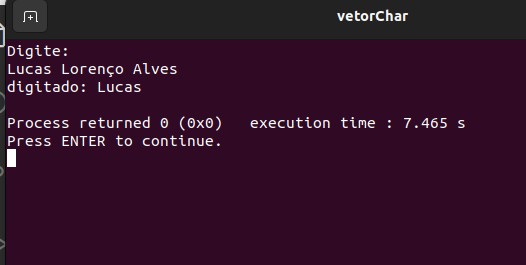 vetorChar
Digite:
Lucas Lorenço Alves
digitado: Lucas
Process returned 0 (0x0)   execution time : 7.465 s
Press ENTER to continue.